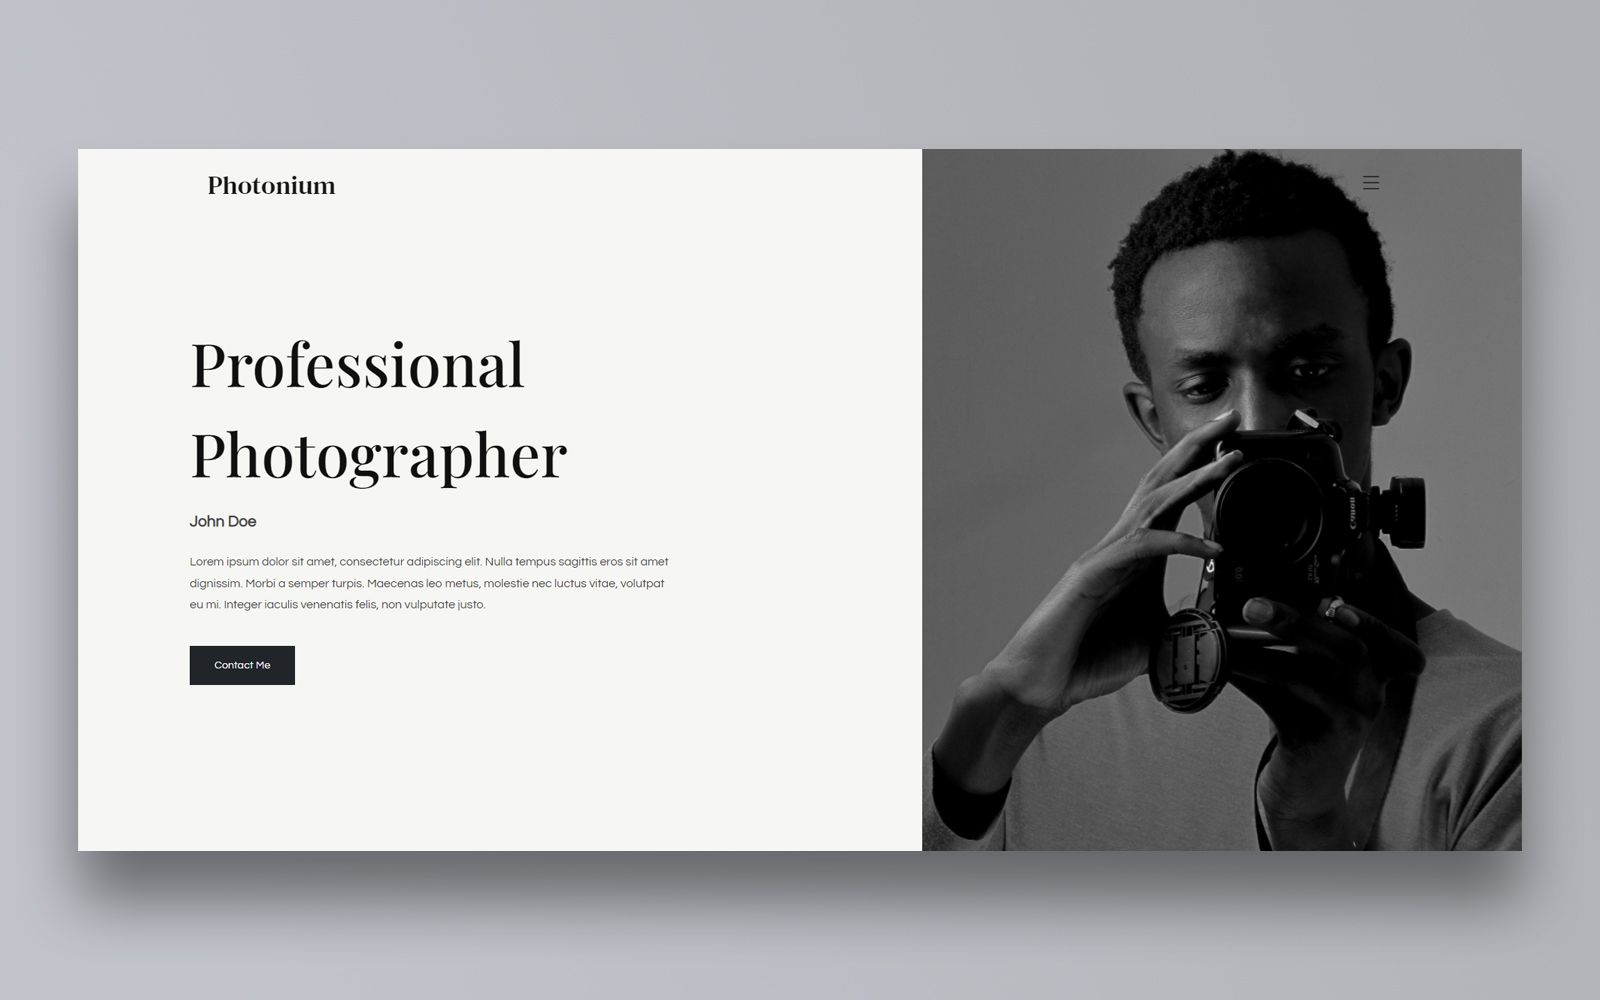 Photonium
Professional
Photographer
John Doe
Lorem ipsum dolor sit amet, consectetur adipiscing elit. Nulla tempus sagittis eros sit amet
dignissim. Morbi a semper turpis. Maecenas leo metus, molestie nec luctus vitae, volutpat
eu mi. Integer iaculis venenatis felis, non vulputate justo.
Contact Me
Canon